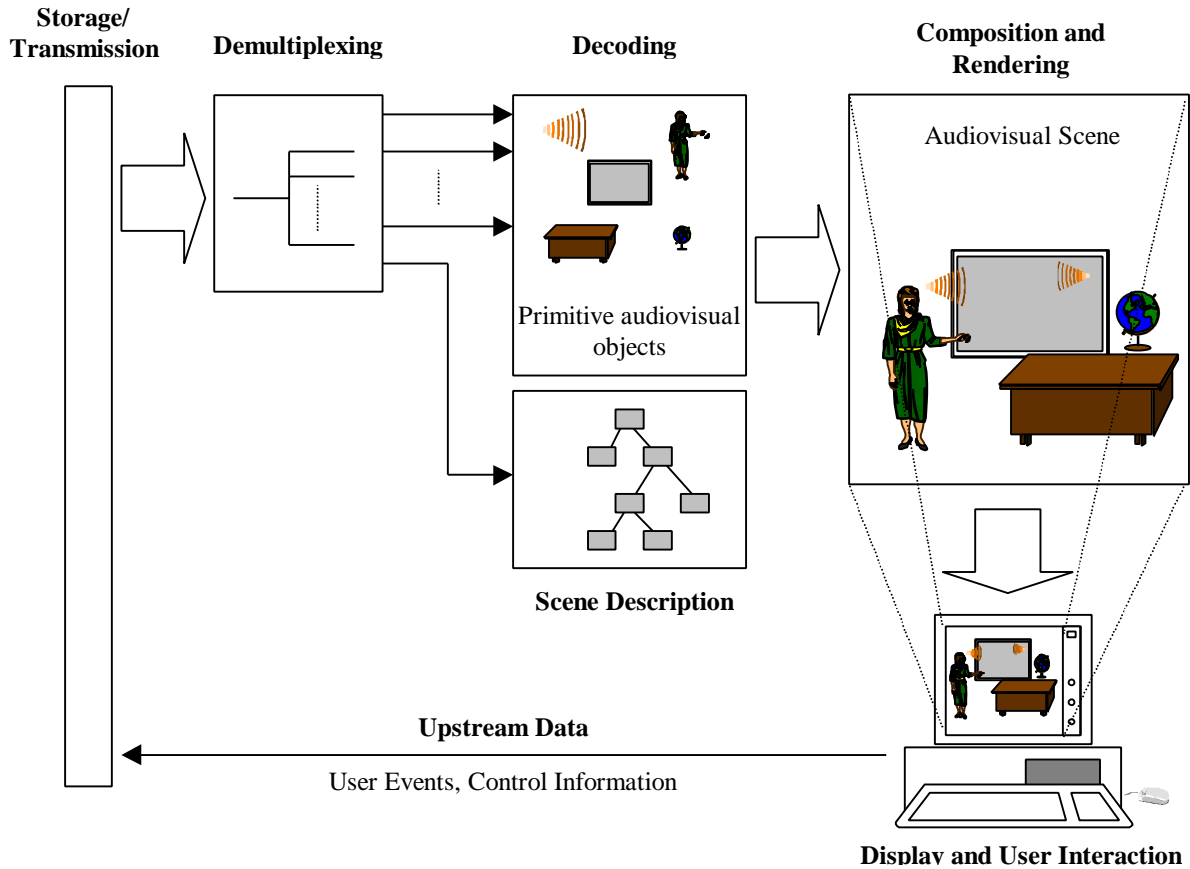 Storage/
Transmission
Demultiplexing
Decoding
Composition and
Rendering
Audiovisual Scene
Primitive audiovisual
objects
Scene Description
Upstream Data
User Events, Control Information
Display and User Interaction